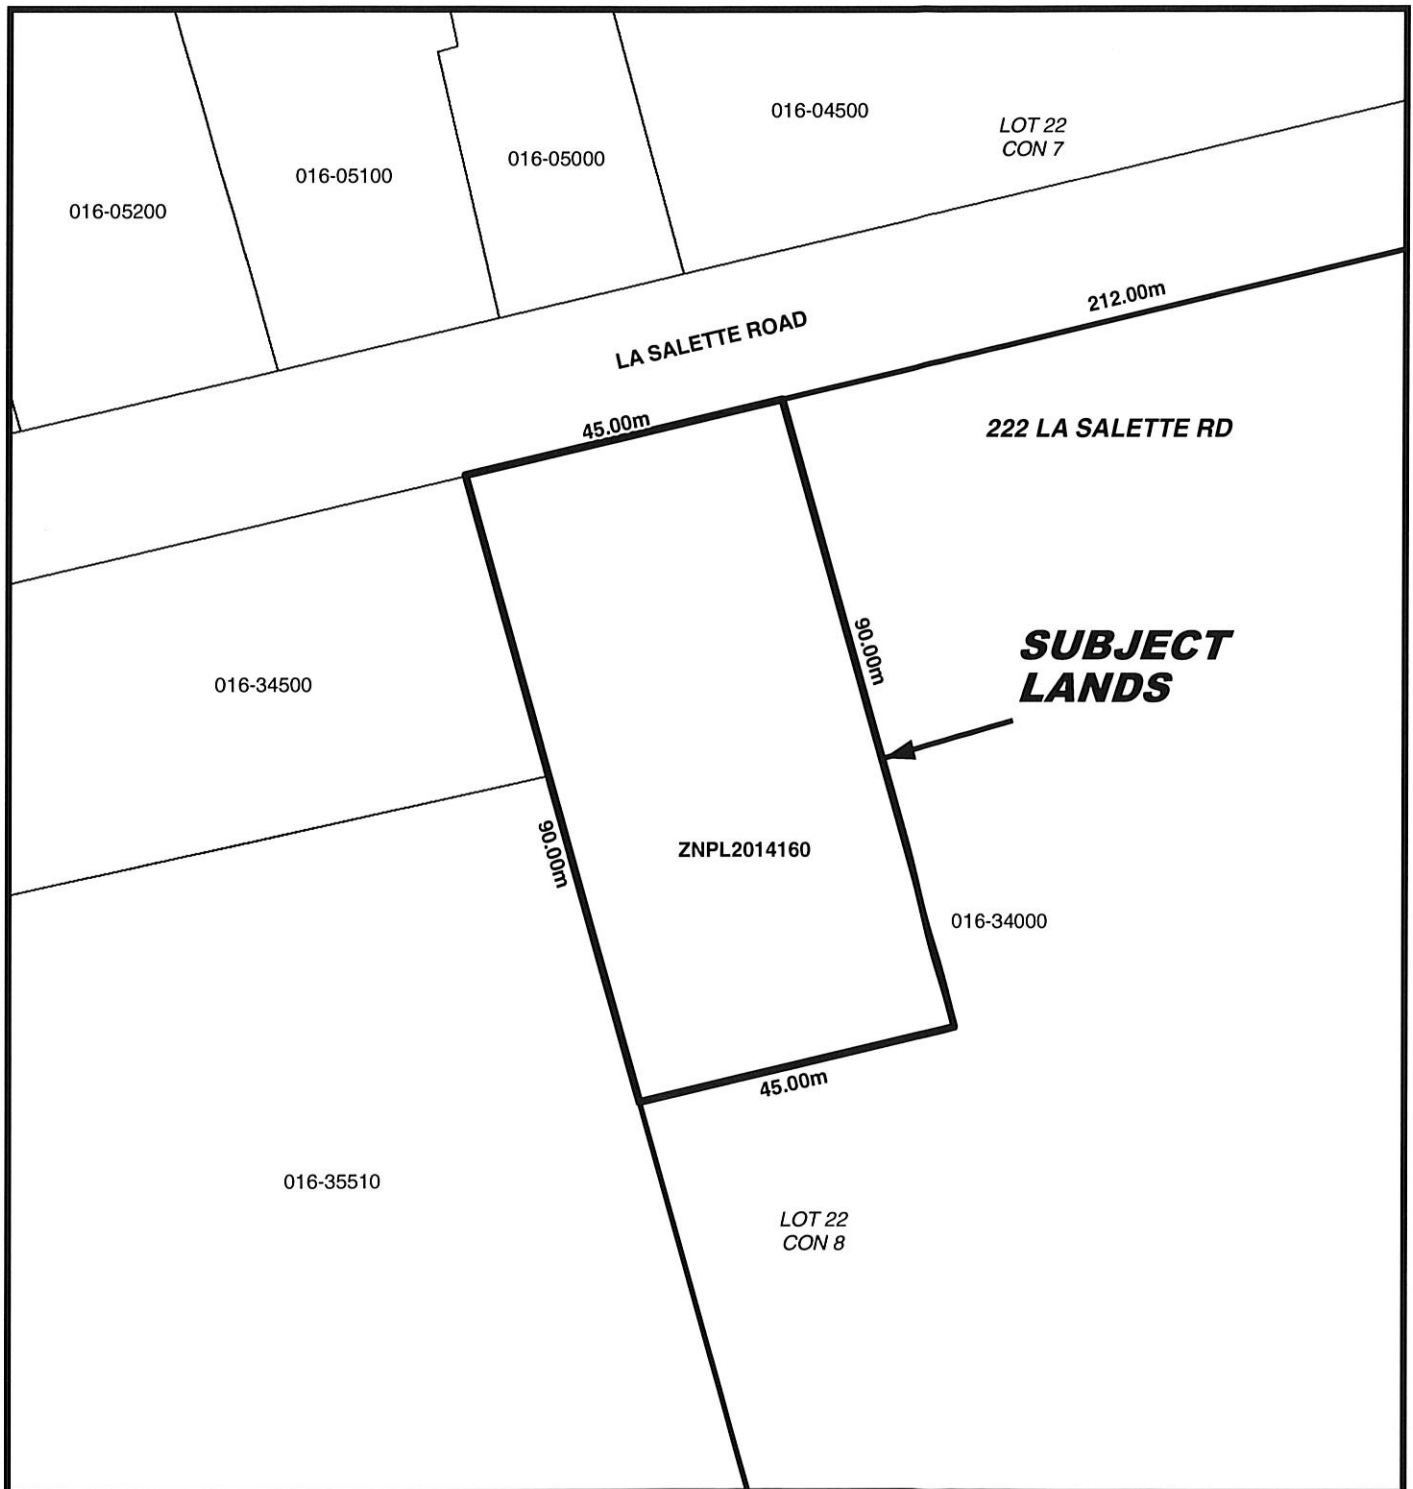 016-04500
LOT 22
CON 7
016-05000
016-05100
016-05200
212.00m
LA SALETTE ROAD
45.00m
222 LA SALETTE RD
90.00m
SUBJECT
LANDS
016-34500
90.00m
ZNPL2014160
016-34000
45.00m
016-35510
LOT 22
CON 8